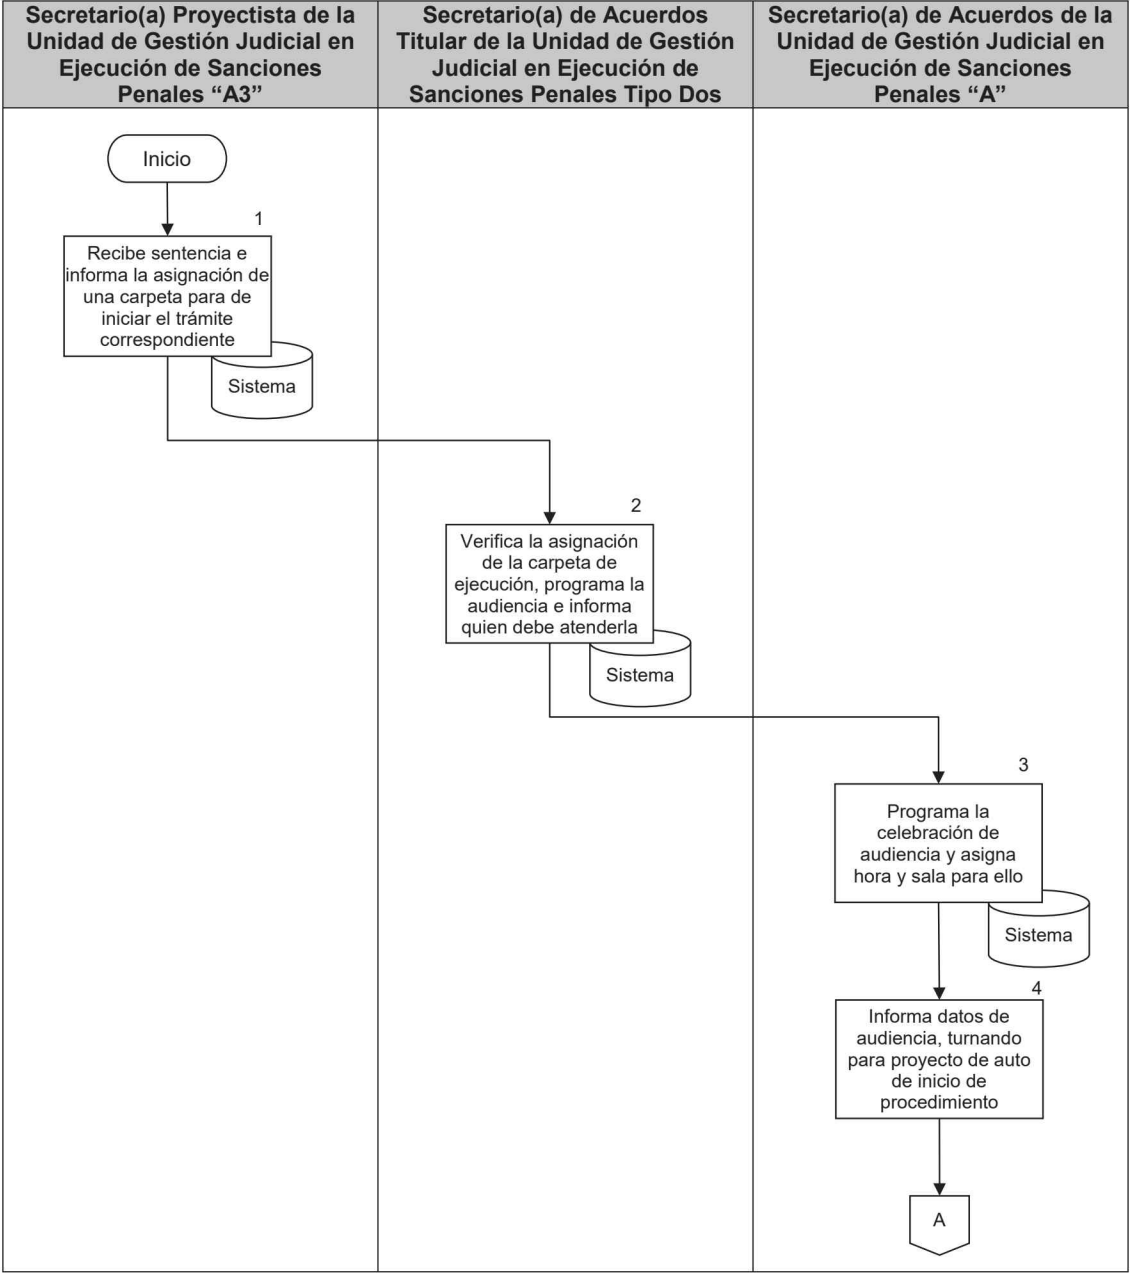 Secretario(a) Proyectista de la
Unidad de Gestión Judicial en
Ejecución de Sanciones
Penales “A3”
Secretario(a) de Acuerdos
Titular de la Unidad de Gestión
Judicial en Ejecución de
Sanciones Penales Tipo Dos
Secretario(a) de Acuerdos de la
Unidad de Gestión Judicial en
Ejecución de Sanciones
Penales “A”
Inicio
1
Recibe sentencia e
informa la asignación de
una carpeta para de
iniciar el trámite
correspondiente
Sistema
2
Verifica la asignación
de la carpeta de
ejecución, programa la
audiencia e informa
quien debe atenderla
Sistema
3
Programa la
celebración de
audiencia y asigna
hora y sala para ello
Sistema
4
Informa datos de
audiencia, turnando
para proyecto de auto
de inicio de
procedimiento
A